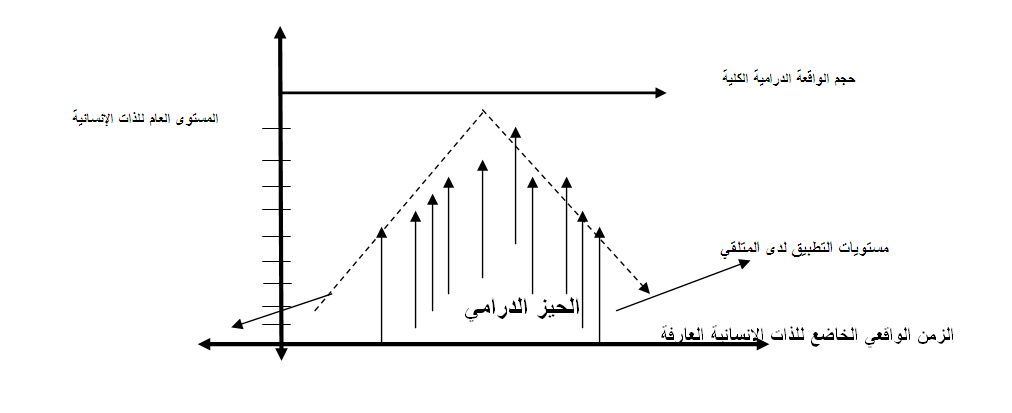 حجم الواقعة الدرامية الكلية
المستوى العام للذات الإنسانية
مستويات التطبيق لدى المتلقي
الحيز الدرامي
الزمن الواقعي الخاضع للذات الانسانية العارفة